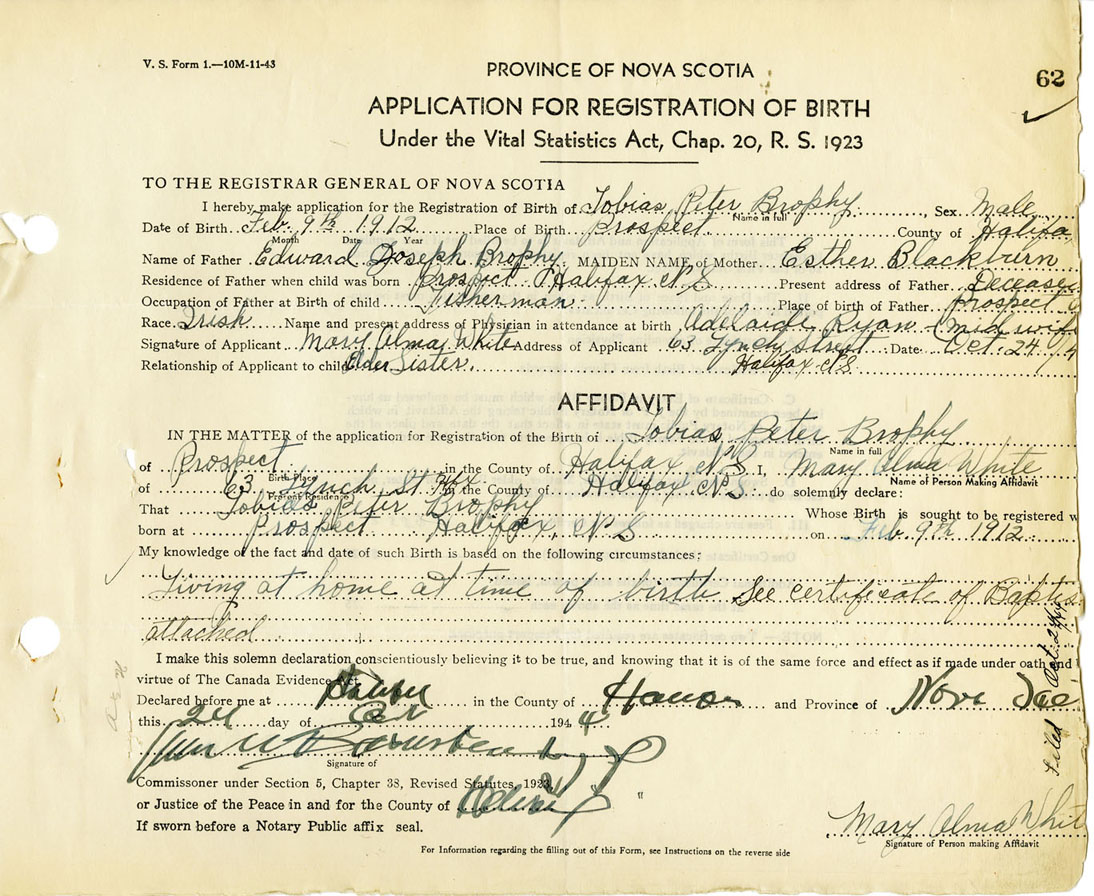 V. S. Form 1.—10M-11-43
PROVINCE OF NOVA SCOTIA
62
APPLICATION FOR REGISTRATION OF BIRTH
Under the Vital Statistics Act, Chap. 20, R. S. 1923
TO THE REGISTRAR GENERAL OF NOVA SCOTIA
I hereby make application for the Registration of Birth of Tobias Peter Brophy, Sex Male
Name in full
Date of Birth Feb. 9th 1912 Place of Birth Prospect County of Halifa
Month Date Year
Name of Father Edward Joseph Brophy MAIDEN NAME of Mother Esther Blackburn
Residence of Father when child was born Prospect Halifax N S Present address of Father Deceased
Occupation of Father at Birth of child Fisherman Place of birth of Father Prospect
Race Irish Name and present address of Physician in attendance at birth Adelaide Ryan (midwif
Signature of Applicant Mary Alma White Address of Applicant 63 Lynch Street Date Oct. 24
Relationship of Applicant to child Elder Sister. Halifax N.S.
AFFIDAVIT
IN THE MATTER of the application for Registration of the Birth of Tobias Peter Brophy
Name in full
of Prospect in the County of Halifax N S I, Mary Alma White
Birth Place Name of Person Making Affidavit
of 63 Lynch St Hfx in the County of Halifax N S do solemnly declare:
Present Residence
That Tobias Peter Brophy Whose Birth is sought to be registered w
born at Prospect Halifax, N S on Feb 9th 1912
My knowledge of the fact and date of such Birth is based on the following circumstances:
Living at home at time of birth See certificate of Baptis
attached
I make this solemn declaration conscientiously believing it to be true, and knowing that it is of the same force and effect as if made under oath and
virtue of The Canada Evidence Act.
Declared before me at in the County of and Province of Nova
this 24 day of Oct 1944
Signature of
Commissoner under Section 5, Chapter 38, Revised Statutes, 1923,
or Justice of the Peace in and for the County of
If sworn before a Notary Public affix seal.
Filed Oct. 24
Mary Alma Whit
Signature of Person making Affidavit
For Information regarding the filling out of this Form, see Instructions on the reverse side